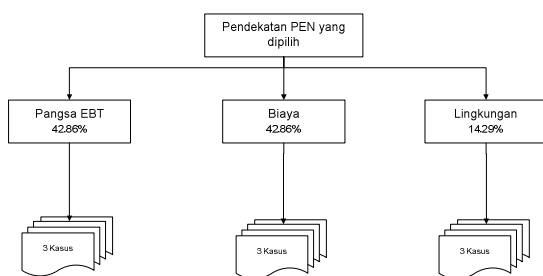 Pendekatan PEN yang
dipilih
Pangsa EBT
42.86%
Biaya
42.86%
Lingkungan
14.29%
3 Kasus
3 Kasus
3 Kasus